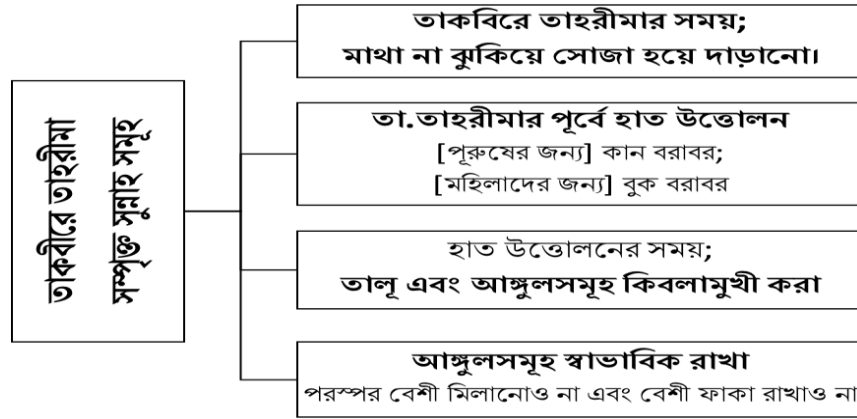 তাকবীরে তাহরীমা
সম্পৃক্ত সুন্নাহ সমূহ
তাকবিরে তাহরীমার সময়;
মাথা না ঝুকিয়ে সোজা হয়ে দাড়ানো।
তা.তাহরীমার পূর্বে হাত উত্তোলন
[পূরুষের জন্য] কান বরাবর;
[মহিলাদের জন্য] বুক বরাবর
হাত উত্তোলনের সময়;
তালূ এবং আঙ্গুলসমূহ কিবলামুখী করা
আঙ্গুলসমূহ স্বাভাবিক রাখা
পরস্পর বেশী মিলানোও না এবং বেশী ফাকা রাখাও না